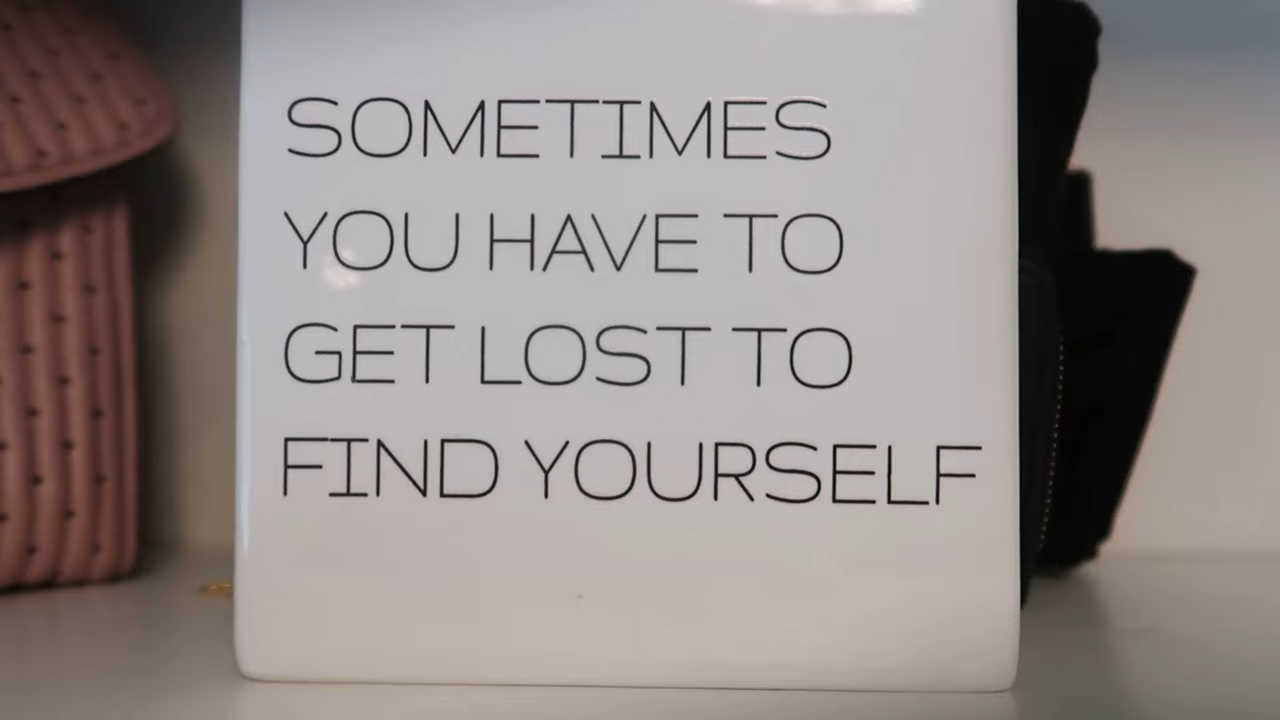 SOMETIMES
YOU HAVE TO
GET LOST TO
FIND YOURSELF